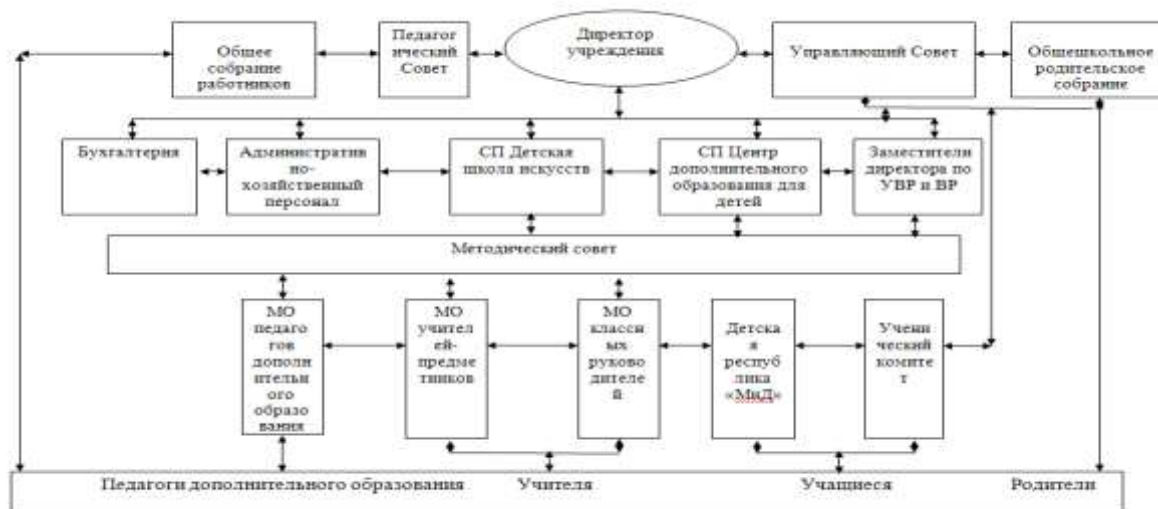 Общее
собрание
работников
Педагог
ический
Совет
Директор
учреждения
Управляющий Совет
Общешкольное
родительское
собрание
Бухгалтерия
Административ
но-
хозяйственный
персонал
СП Детская
школа искусств
СП Центр
дополнительного
образования для
детей
Заместители
директора по
УВР и ВР
Методический совет
МО
педаго
гов
дополн
ительн
ого
образо
вания
МО
учител
ей-
предме
тников
МО
классн
ых
руково
дителе
й
Детска
я
респуб
лика
«МиД»
Учени
ческий
комите
т
Педагоги дополнительного образования Учителя Учащиеся Родители